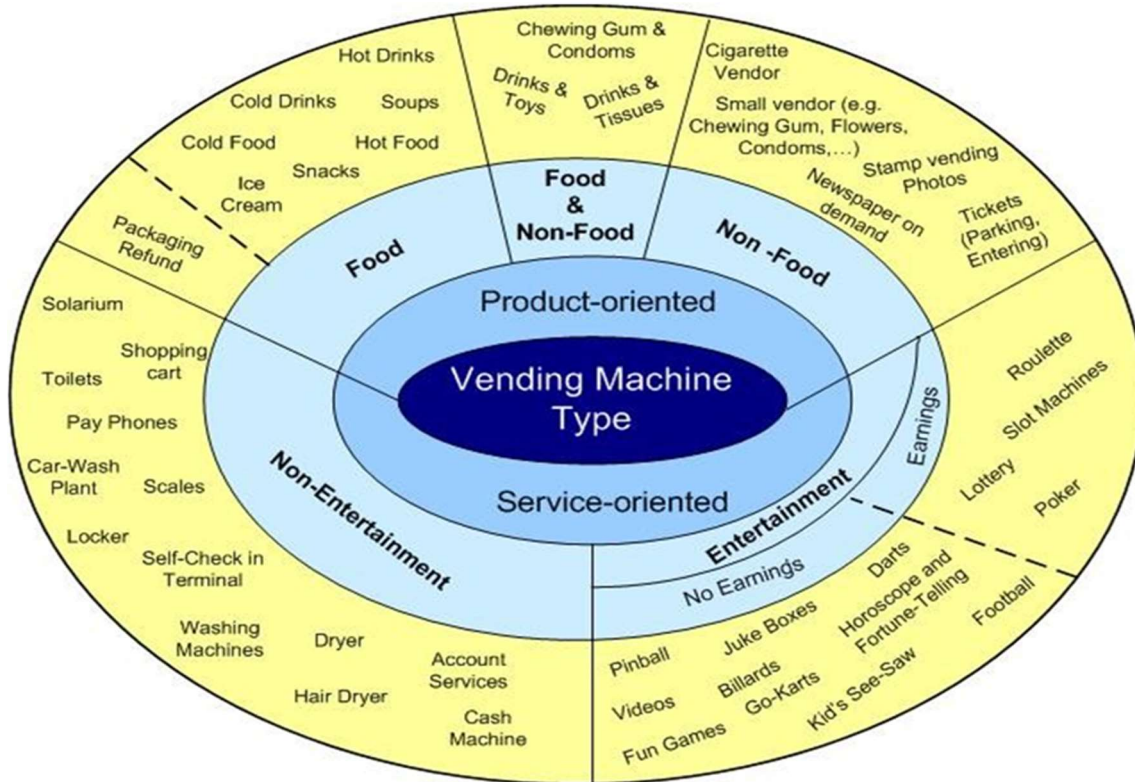 Vending Machine
Type
Product-oriented
Service-oriented
Food
Food
&
Non-Food
Non -Food
Non-Entertainment
Entertainment
Earnings
No Earnings
Hot Drinks
Cold Drinks
Soups
Cold Food
Hot Food
Snacks
Ice
Cream
Packaging
Refund
Chewing Gum &
Condoms
Drinks &
Toys
Drinks &
Tissues
Cigarette
Vendor
Small vendor (e.g.
Chewing Gum, Flowers,
Condoms,…)
Stamp vending
Photos
Newspaper on
demand
Tickets
(Parking,
Entering)
Roulette
Slot Machines
Lottery
Poker
Darts
Horoscope and
Fortune-Telling
Football
Juke Boxes
Pinball
Billards
Go-Karts
Kid's See-Saw
Videos
Fun Games
Solarium
Shopping
cart
Toilets
Pay Phones
Car-Wash
Plant
Scales
Locker
Self-Check in
Terminal
Washing
Machines
Dryer
Account
Services
Hair Dryer
Cash
Machine